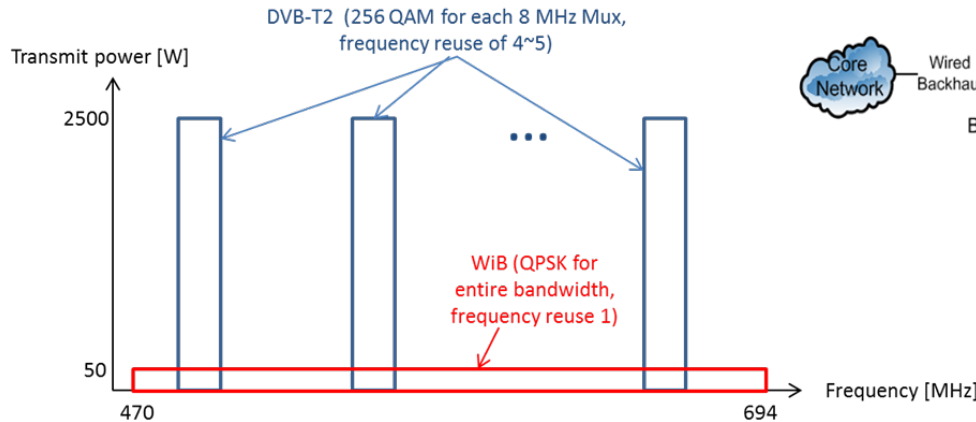 DVB-T2 (256 QAM for each 8 MHz Mux,
frequency reuse of 4~5)
Transmit power [W]
Core
Network
Wired
Backhau
B
2500
...
WiB (QPSK for
entire bandwidth,
frequency reuse 1)
50
Frequency [MHz]
470
694